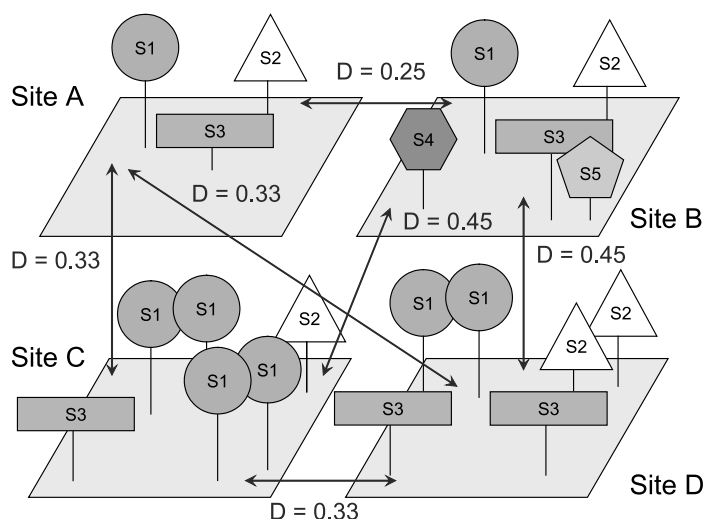 S1
S2
S1
S2
D = 0.25
Site A
S3
S4
S3
S5
D = 0.33
D = 0.45
Site B
D = 0.33
D = 0.45
S1
S1
S2
S1
S1
S2
Site C
S1
S1
S2
S3
S3
S3
Site D
D = 0.33